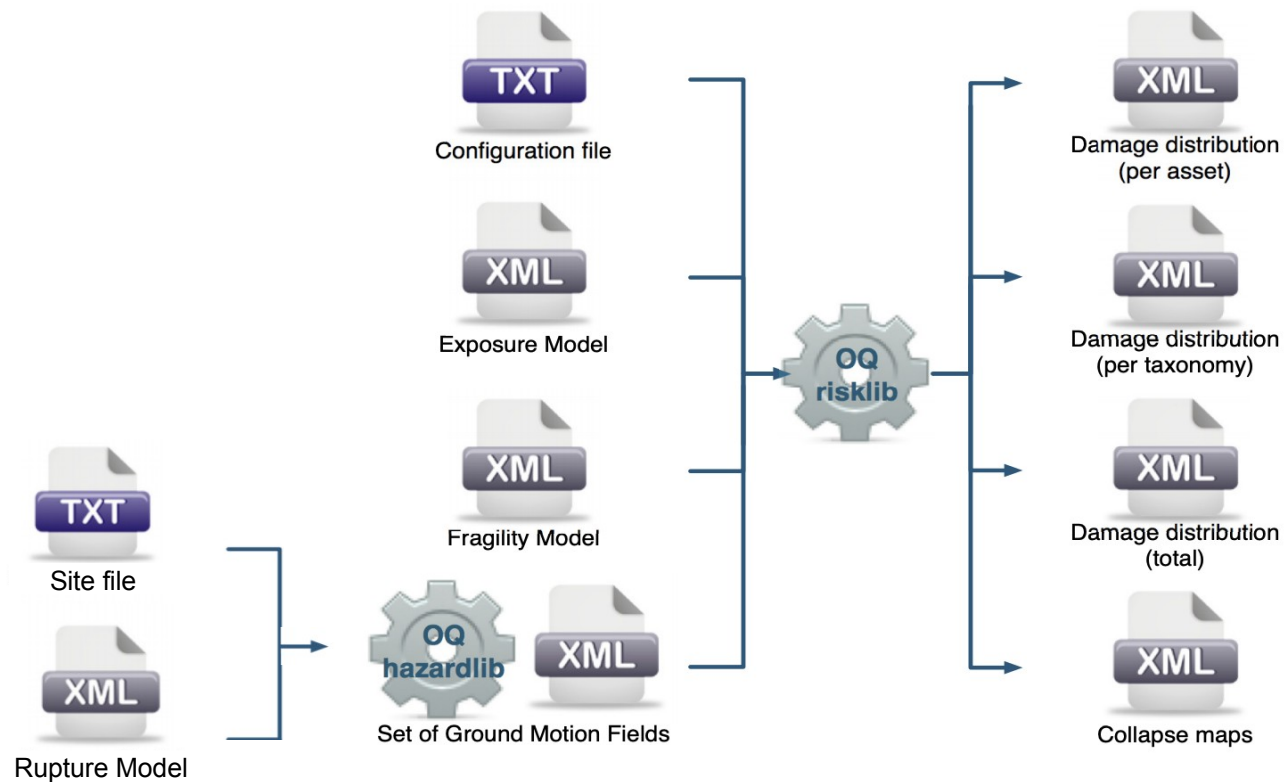 TXT
Configuration file
XML
Exposure Model
XML
Fragility Model
TXT
Site file
XML
Rupture Model
OQ
hazardlib
XML
Set of Ground Motion Fields
OQ
risklib
XML
Damage distribution
(per asset)
XML
Damage distribution
(per taxonomy)
XML
Damage distribution
(total)
XML
Collapse maps